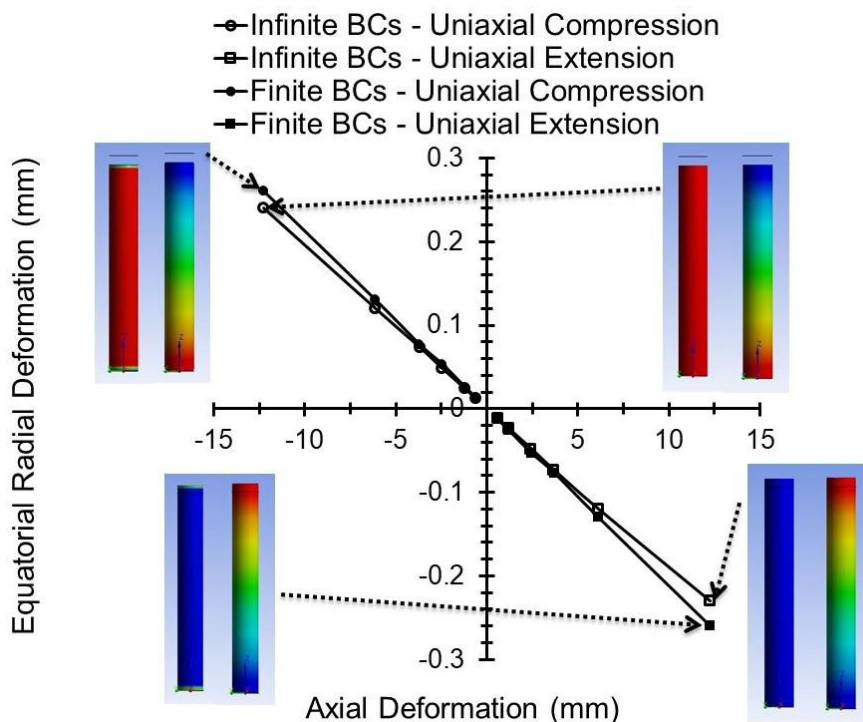 Infinite BCs - Uniaxial Compression
Infinite BCs - Uniaxial Extension
Finite BCs - Uniaxial Compression
Finite BCs - Uniaxial Extension
Equatorial Radial Deformation (mm)
0.3
0.2
0.1
0
-15 -10 -5 5 10 15
-0.1
-0.2
-0.3
Axial Deformation (mm)